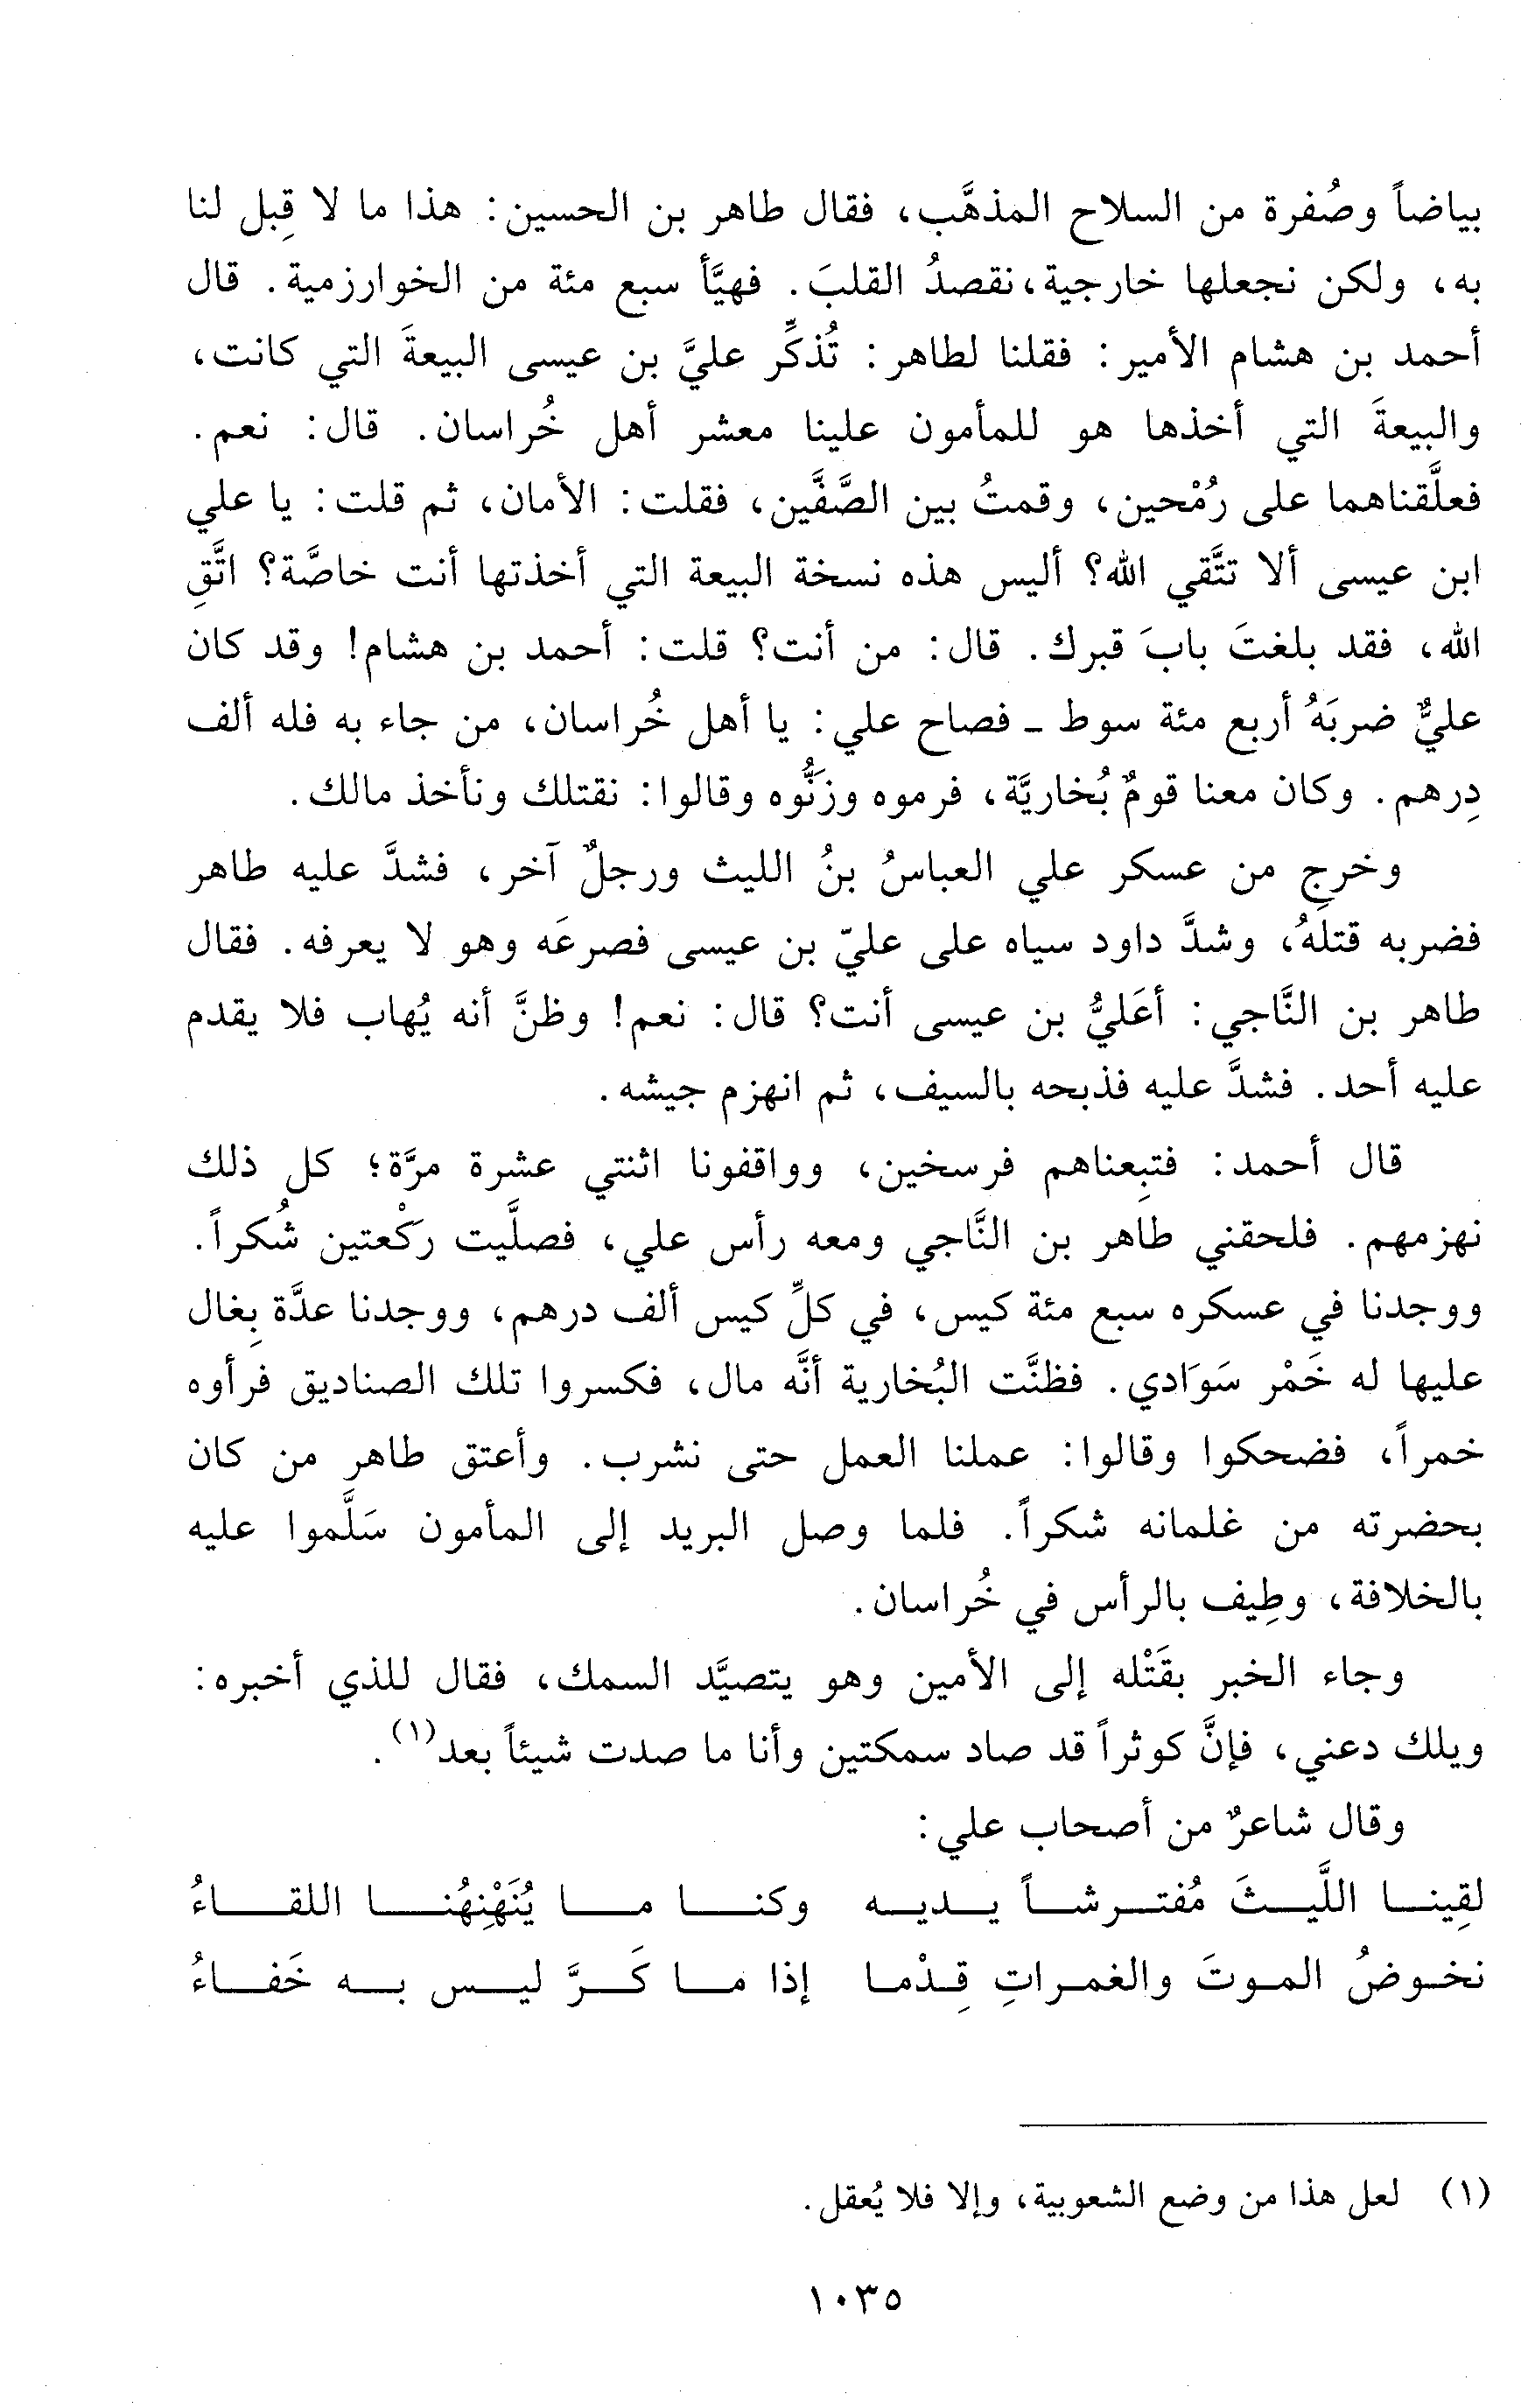 بياضاً وصُفرة من السلاح المذهَّب، فقال طاهر بن الحسين: هذا ما لا قِبل لنا
به، ولكن نجعلها خارجية،نقصدُ القلبَ. فهيَّأ سبع مئة من الخوارزمية. قال
أحمد بن هشام الأمير: فقلنا لطاهر: تُذكِّر عليَّ بن عيسى البيعةَ التي كانت،
والبيعةَ التي أخذها هو للمأمون علينا معشر أهل خُراسان. قال: نعم.
فعلَّقناهما على رُمْحين، وقمتُ بين الصَّفَّين، فقلت: الأمان، ثم قلت: يا علي
ابن عيسى ألا تتَّقي الله؟ أليس هذه نسخة البيعة التي أخذتها أنت خاصَّة؟ اتَّقِ
الله، فقد بلغتَ بابَ قبرك. قال: من أنت؟ قلت: أحمد بن هشام! وقد كان
عليٌّ ضربَهُ أربع مئة سوط - فصاح علي: يا أهل خُراسان، من جاء به فله ألف
دِرهم. وكان معنا قومٌ بُخاريَّة، فرموه وزَنُّوه وقالوا: نقتلك ونأخذ مالك.
وخرج من عسكر علي العباسُ بنُ الليث ورجلٌ آخر، فشدَّ عليه طاهر
فضربه قتلَهُ، وشدَّ داود سياه على عليّ بن عيسى فصرعَه وهو لا يعرفه. فقال
طاهر بن النَّاجي: أعَليُّ بن عيسى أنت؟ قال: نعم! وظنَّ أنه يُهاب فلا يقدم
عليه أحد. فشدَّ عليه فذبحه بالسيف، ثم انهزم جيشه.
قال أحمد: فتبِعناهم فرسخين، وواقفونا اثنتي عشرة مرَّة؛ كل ذلك
نهزمهم. فلحقني طاهر بن النَّاجي ومعه رأس علي، فصلَّيت ركْعتين شُكراً.
ووجدنا في عسكره سبع مئة كيس، في كلِّ كيس ألف درهم، ووجدنا عدَّة بِغال
عليها له خَمْر سَوَادي. فظنَّت البُخارية أنَّه مال، فكسروا تلك الصناديق فرأوه
خمراً، فضحكوا وقالوا: عملنا العمل حتى نشرب. وأعتق طاهر من كان
بحضرته من غلمانه شكراً. فلما وصل البريد إلى المأمون سَلَّموا عليه
بالخلافة، وطِيف بالرأس في خُراسان.
وجاء الخبر بقَتْله إلى الأمين وهو يتصيَّد السمك، فقال للذي أخبره:
ويلك دعني، فإنَّ كوثراً قد صاد سمكتين وأنا ما صدت شيئاً بعد(١).
وقال شاعرٌ من أصحاب علي:
لقِينا اللَّيثَ مُفترشاً يديه وكنا ما يُنَهْنِهُنا اللقاءُ
نخوضُ الموتَ والغمراتِ قِدْما إذا ما كَرَّ ليس به خَفاءُ
(١) لعل هذا من وضع الشعوبية، وإلا فلا يُعقل.
١٠٣٥